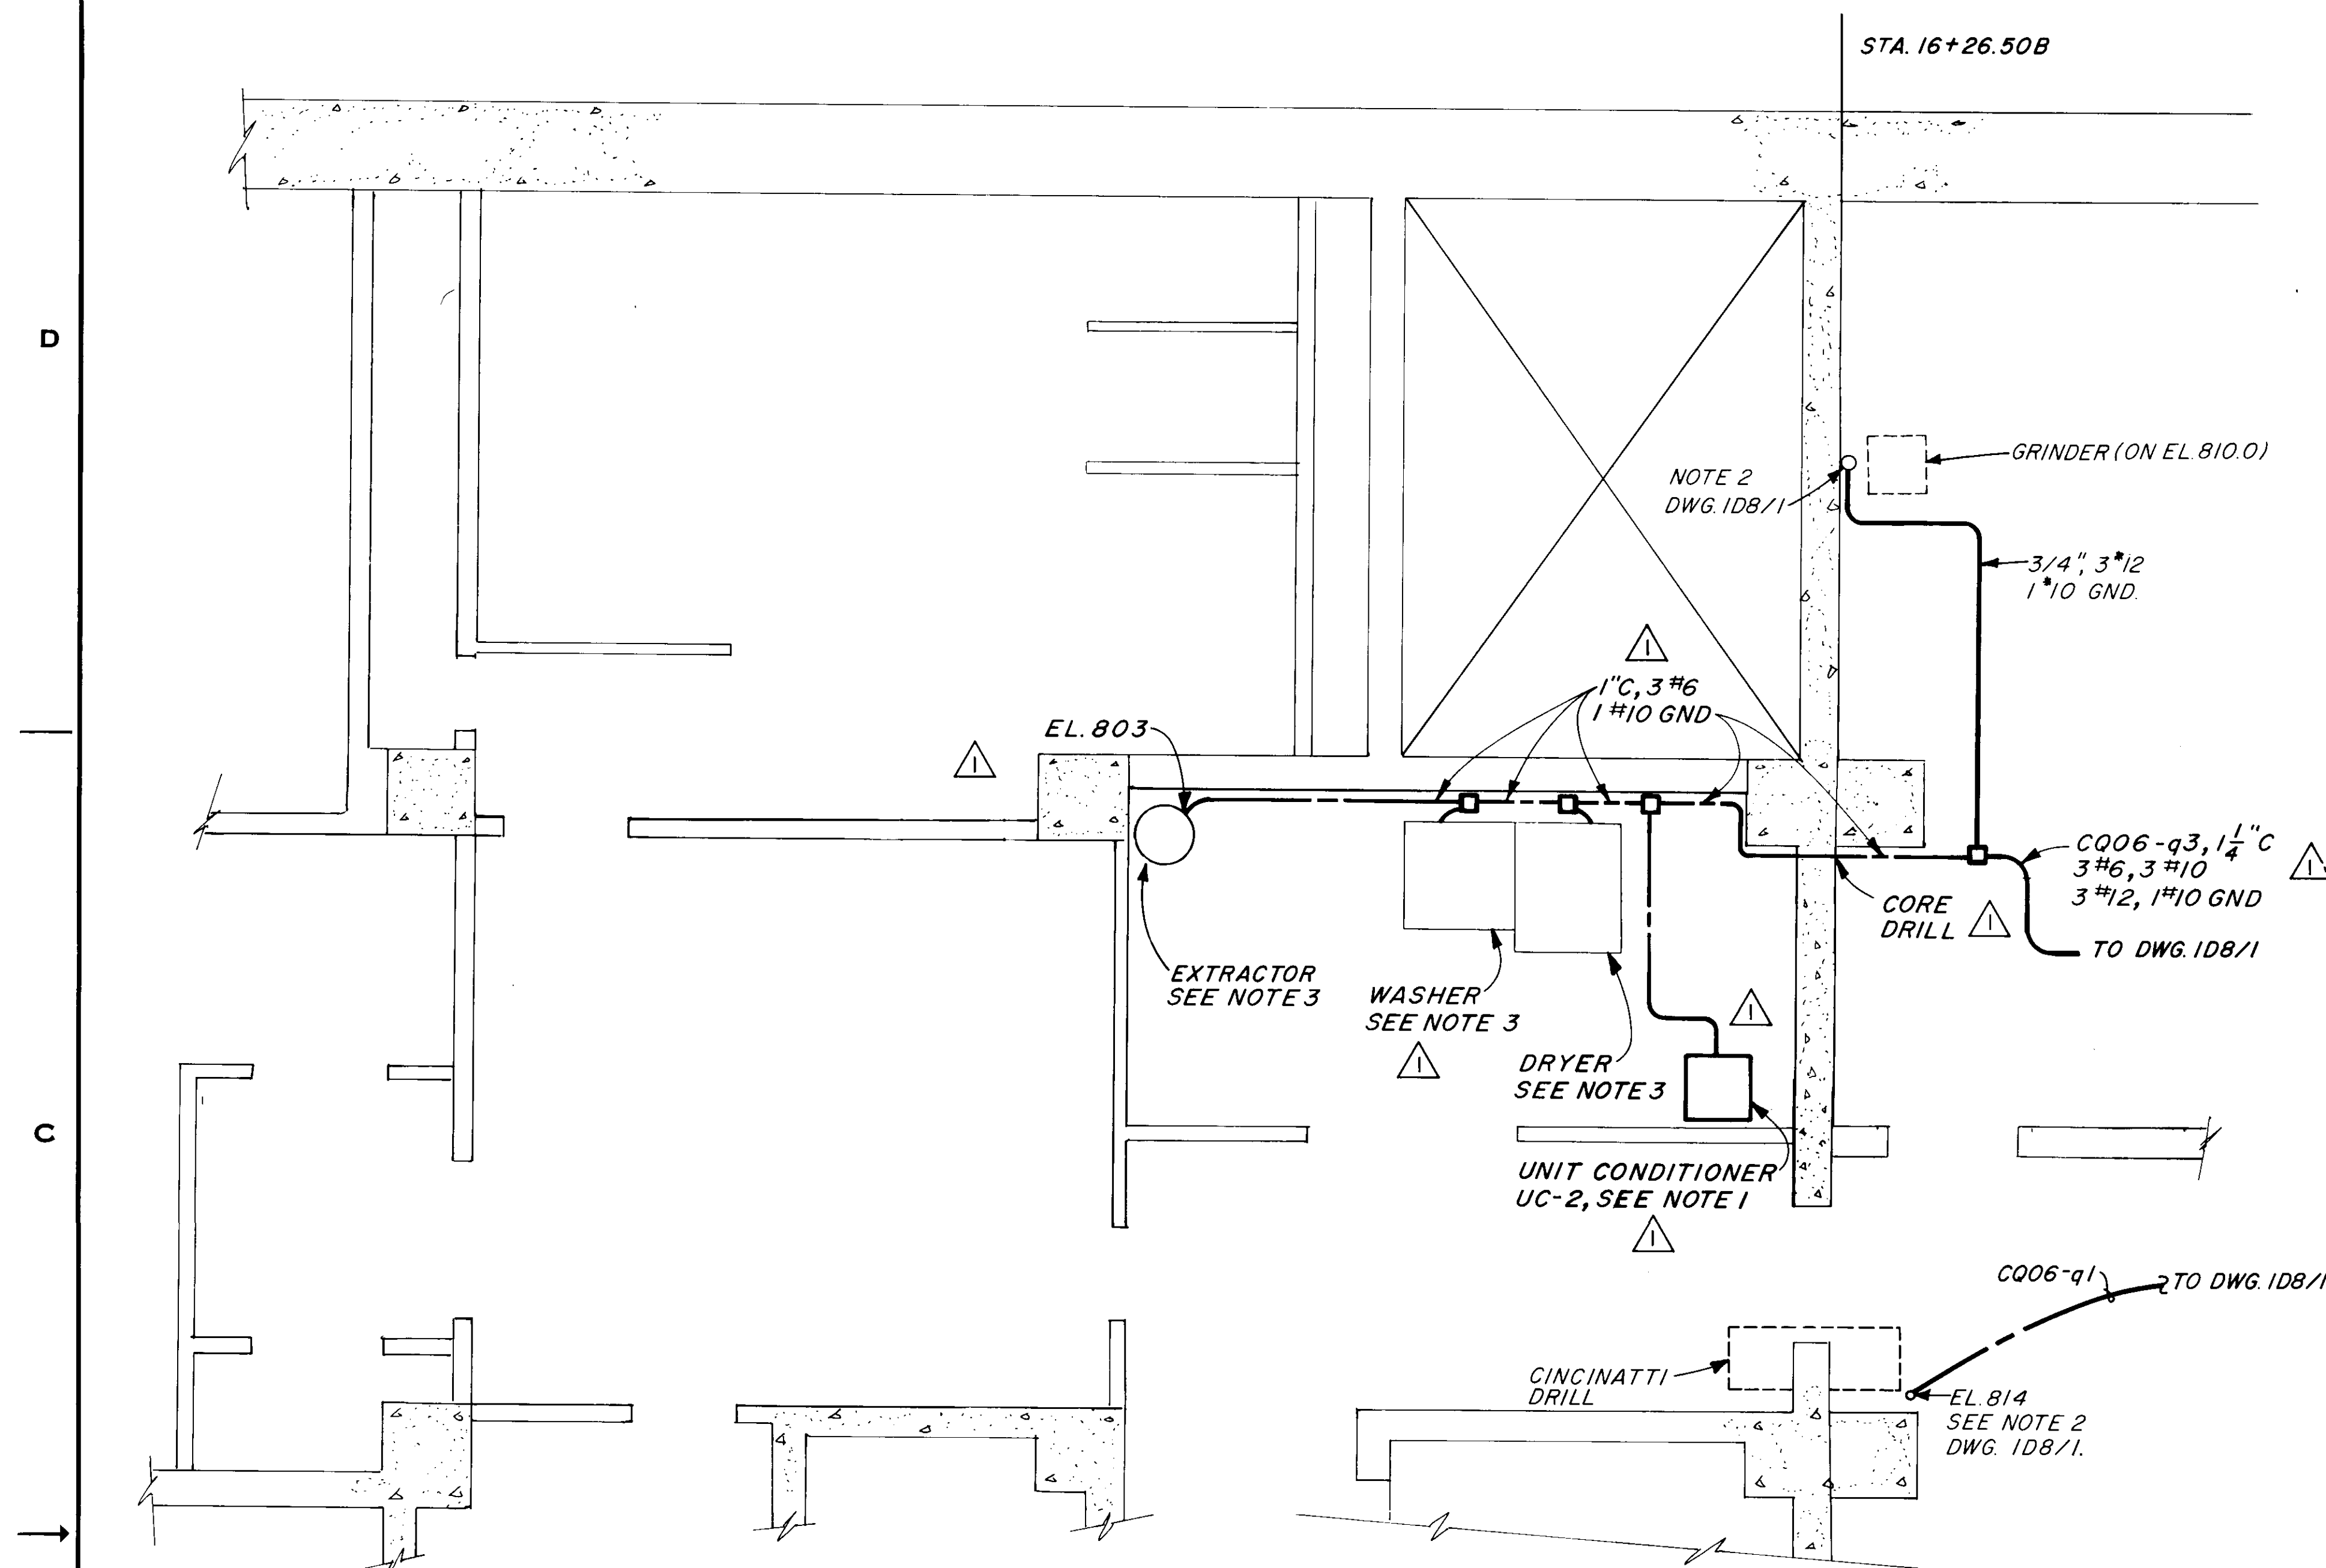 STA. 16+26.50B
D
GRINDER (ON EL. 810.0)
NOTE 2
DWG. 1D8/1
3/4", 3#12
1#10 GND.
1
1"C, 3#6
1 #10 GND
EL. 803
1
CQ06-q3, 1 1/4"C
3#6, 3#10
3#12, 1#10 GND
1
CORE
DRILL
1
TO DWG. 1D8/1
EXTRACTOR
SEE NOTE 3
WASHER
SEE NOTE 3
1
1
DRYER
SEE NOTE 3
C
UNIT CONDITIONER
UC-2, SEE NOTE 1
1
CQ06-q1
TO DWG. 1D8/1
CINCINATTI
DRILL
EL. 814
SEE NOTE 2
DWG. 1D8/1.